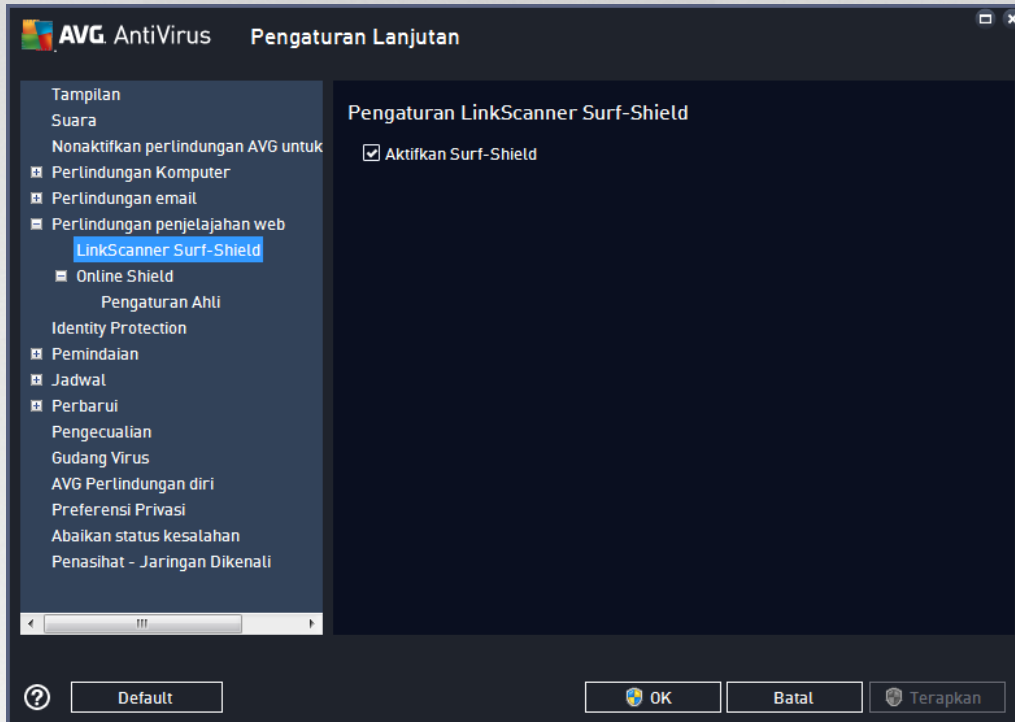 AVG. AntiVirus Pengaturan Lanjutan
Tampilan
Suara
Nonaktifkan perlindungan AVG untuk
Perlindungan Komputer
Perlindungan email
Perlindungan penjelajahan web
LinkScanner Surf-Shield
Online Shield
Pengaturan Ahli
Identity Protection
Pemindaian
Jadwal
Perbarui
Pengecualian
Gudang Virus
AVG Perlindungan diri
Preferensi Privasi
Abaikan status kesalahan
Penasihat - Jaringan Dikenali
Pengaturan LinkScanner Surf-Shield
Aktifkan Surf-Shield
Default
OK
Batal
Terapkan